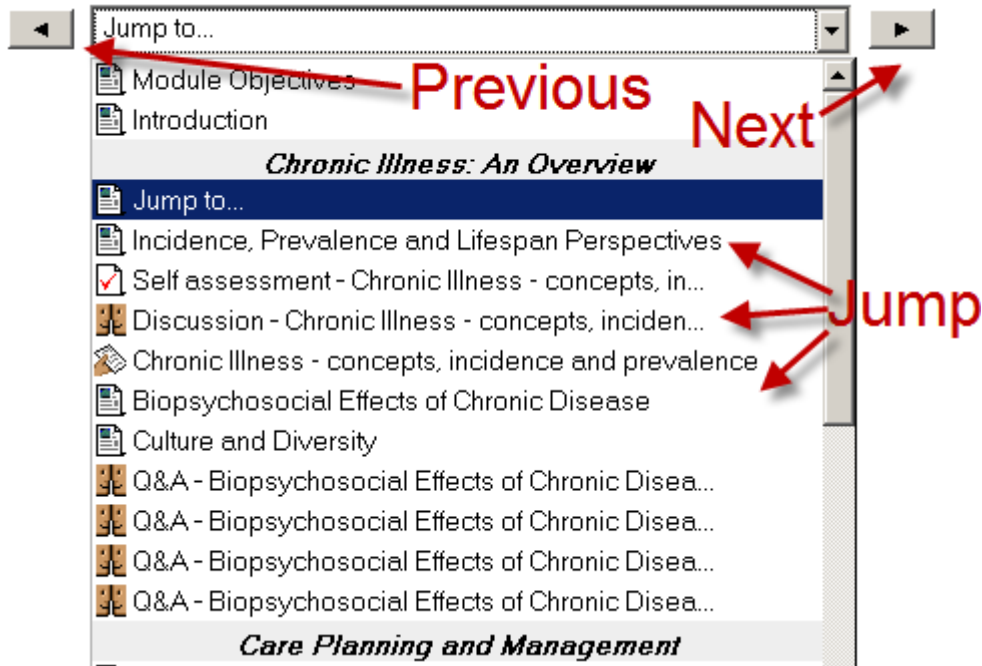 Jump to...
Module Objectives
Previous
Introduction
Next
Chronic Illness: An Overview
Jump to...
Incidence, Prevalence and Lifespan Perspectives
Self assessment - Chronic Illness - concepts, in...
Discussion - Chronic Illness - concepts, inciden...
Jump
Chronic Illness - concepts, incidence and prevalence
Biopsychosocial Effects of Chronic Disease
Culture and Diversity
Q&A - Biopsychosocial Effects of Chronic Disea...
Q&A - Biopsychosocial Effects of Chronic Disea...
Q&A - Biopsychosocial Effects of Chronic Disea...
Q&A - Biopsychosocial Effects of Chronic Disea...
Care Planning and Management